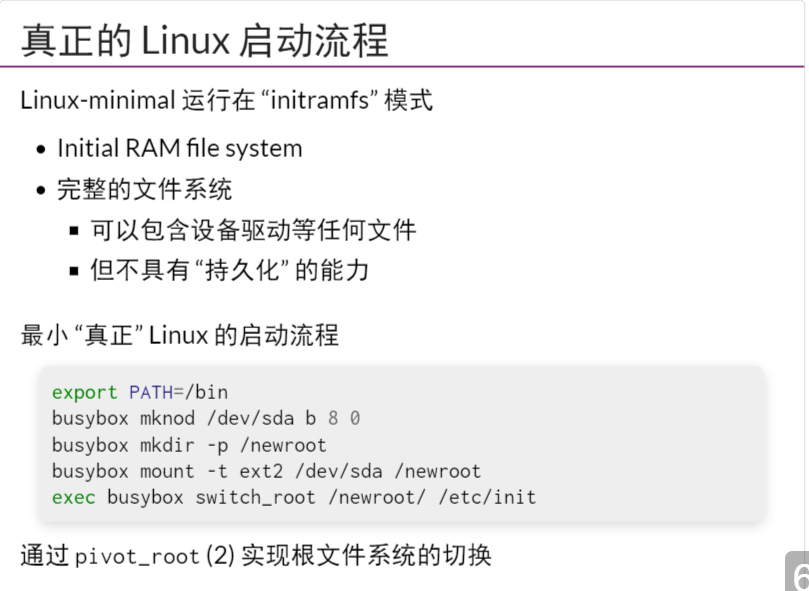 真正的 Linux 启动流程
Linux-minimal 运行在 “initramfs” 模式
Initial RAM file system
完整的文件系统
可以包含设备驱动等任何文件
但不具有 “持久化” 的能力
最小 “真正” Linux 的启动流程
export PATH=/bin
busybox mknod /dev/sda b 8 0
busybox mkdir -p /newroot
busybox mount -t ext2 /dev/sda /newroot
exec busybox switch_root /newroot/ /etc/init
通过 pivot_root (2) 实现根文件系统的切换
6